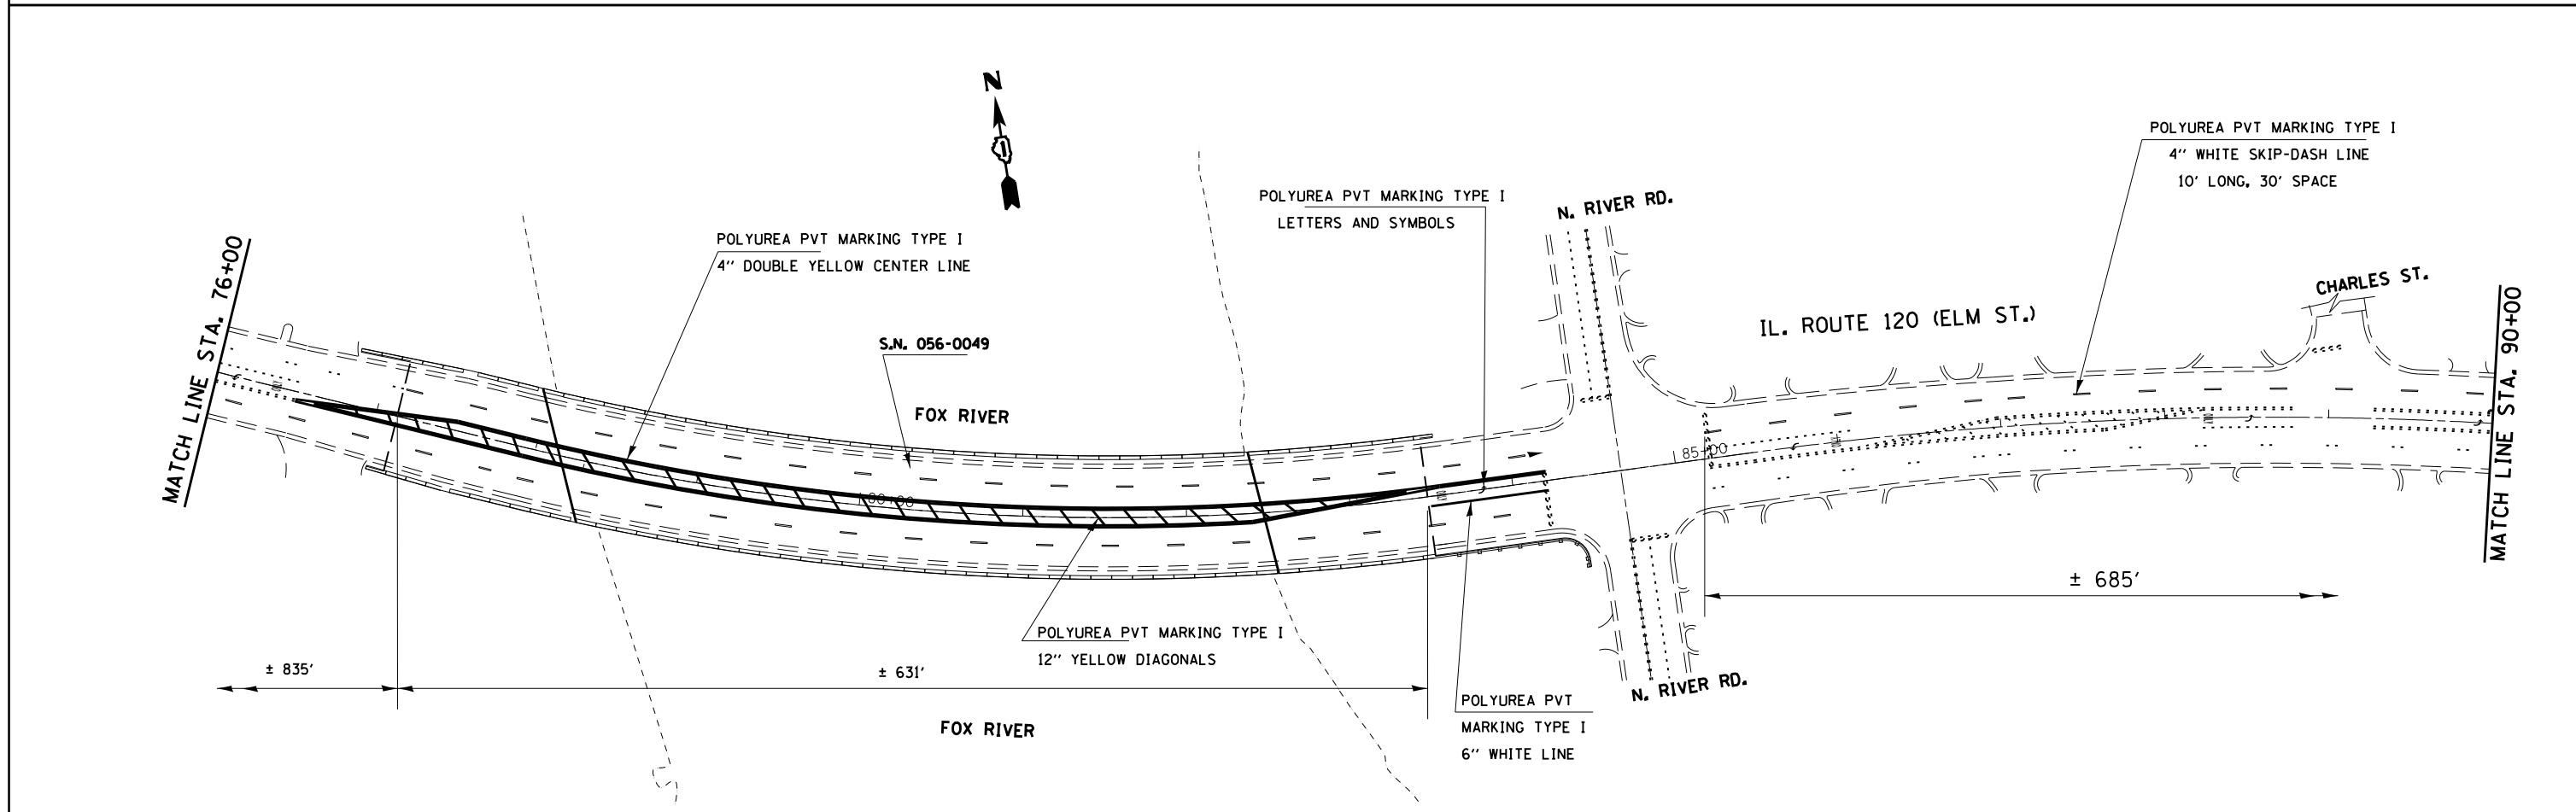 N
POLYUREA PVT MARKING TYPE I
4'' WHITE SKIP-DASH LINE
10' LONG, 30' SPACE
POLYUREA PVT MARKING TYPE I
LETTERS AND SYMBOLS
N. RIVER RD.
POLYUREA PVT MARKING TYPE I
4'' DOUBLE YELLOW CENTER LINE
MATCH LINE STA. 76+00
CHARLES ST.
IL. ROUTE 120 (ELM ST.)
MATCH LINE STA. 90+00
S.N. 056-0049
FOX RIVER
85+00
80+00
± 685'
POLYUREA PVT MARKING TYPE I
12'' YELLOW DIAGONALS
± 835'
± 631'
N. RIVER RD.
POLYUREA PVT
MARKING TYPE I
6'' WHITE LINE
FOX RIVER